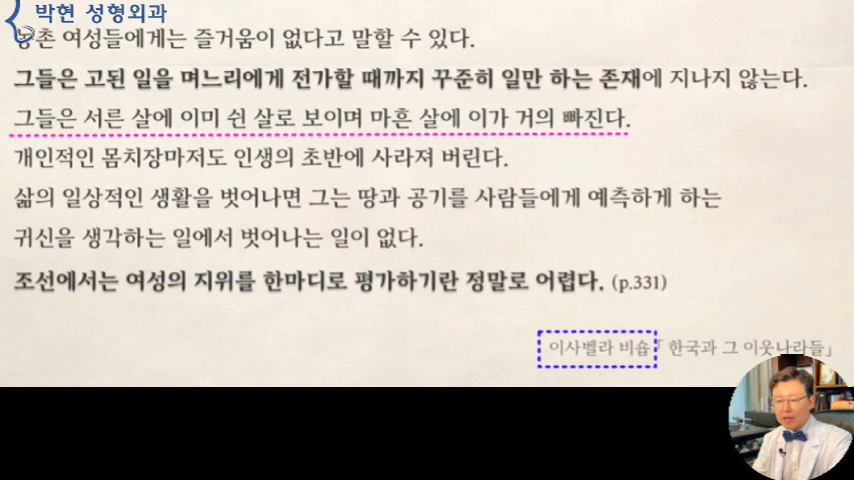 박현 성형외과
농촌 여성들에게는 즐거움이 없다고 말할 수 있다.
그들은 고된 일을 며느리에게 전가할 때까지 꾸준히 일만 하는 존재에 지나지 않는다.
그들은 서른 살에 이미 쉰 살로 보이며 마흔 살에 이가 거의 빠진다.
개인적인 몸치장마저도 인생의 초반에 사라져 버린다.
삶의 일상적인 생활을 벗어나면 그는 땅과 공기를 사람들에게 예측하게 하는
귀신을 생각하는 일에서 벗어나는 일이 없다.
조선에서는 여성의 지위를 한마디로 평가하기란 정말로 어렵다. (p.331)
이사벨라 비숍 「한국과 그 이웃나라들」